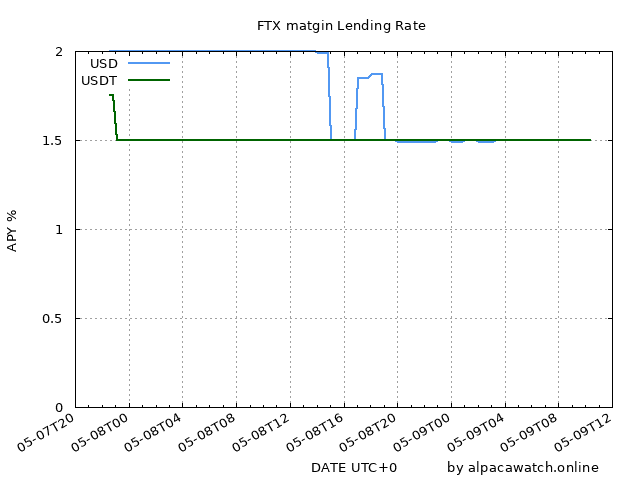 FTX matgin Lending Rate
2
USD
USDT
1.5
1
APY %
0.5
0
05-07T20
05-08T00
05-08T04
05-08T08
05-08T12
05-08T16
05-08T20
05-09T00
05-09T04
05-09T08
05-09T12
DATE UTC+0
by alpacawatch.online